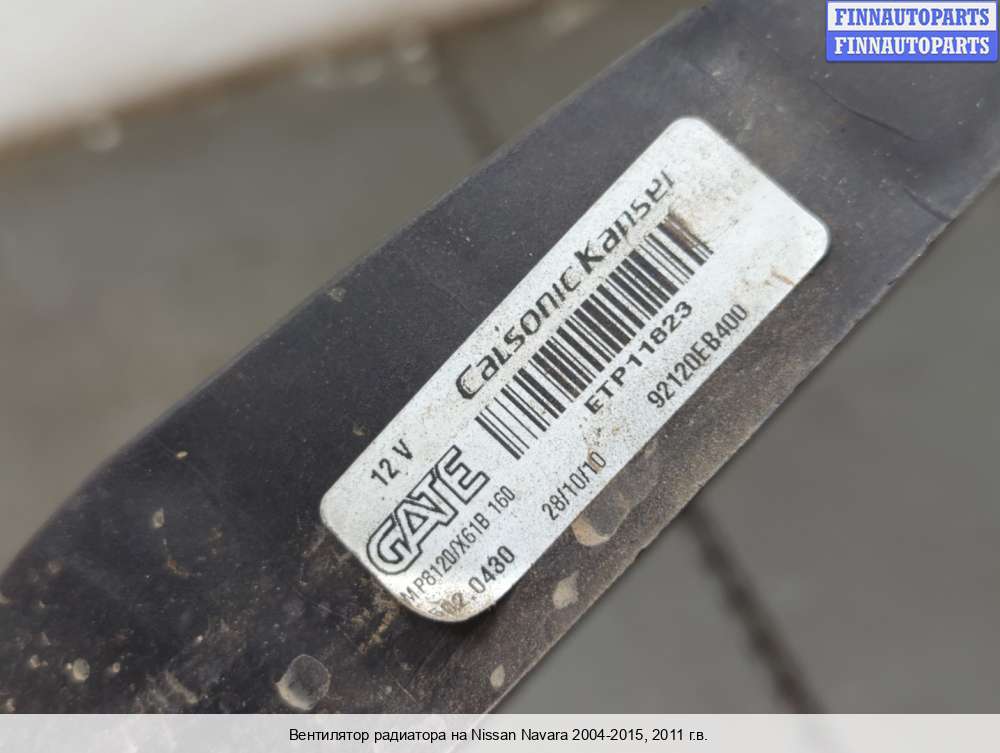 FINNAUTOPARTS
FINNAUTOPARTS
CalsonicKansei
12 V
ETP11823
GATE
92120EB400
MP8120/X61B 160
28/10/10
0430
Вентилятор радиатора на Nissan Navara 2004-2015, 2011 г.в.